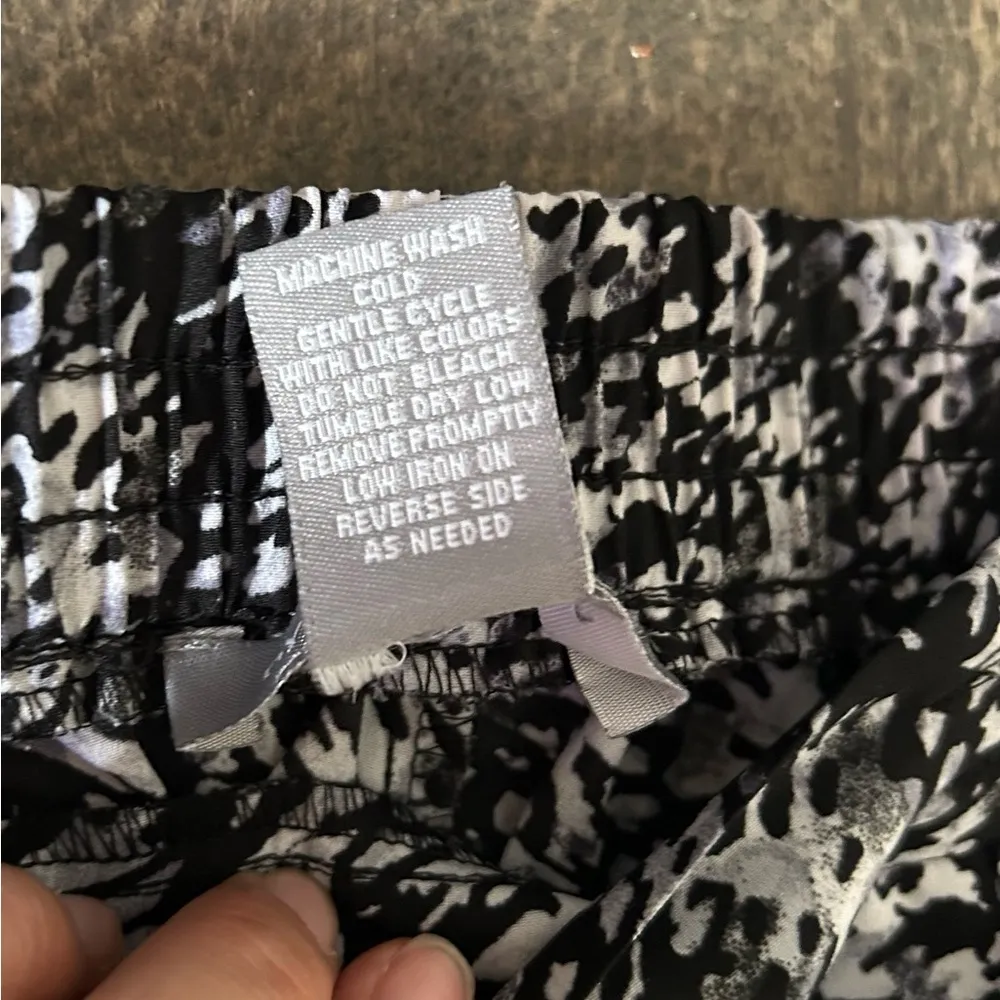 MACHINE WASH
COLD
GENTLE CYCLE
WITH LIKE COLORS
DO NOT BLEACH
TUMBLE DRY LOW
REMOVE PROMPTLY
LOW IRON ON
REVERSE SIDE
AS NEEDED